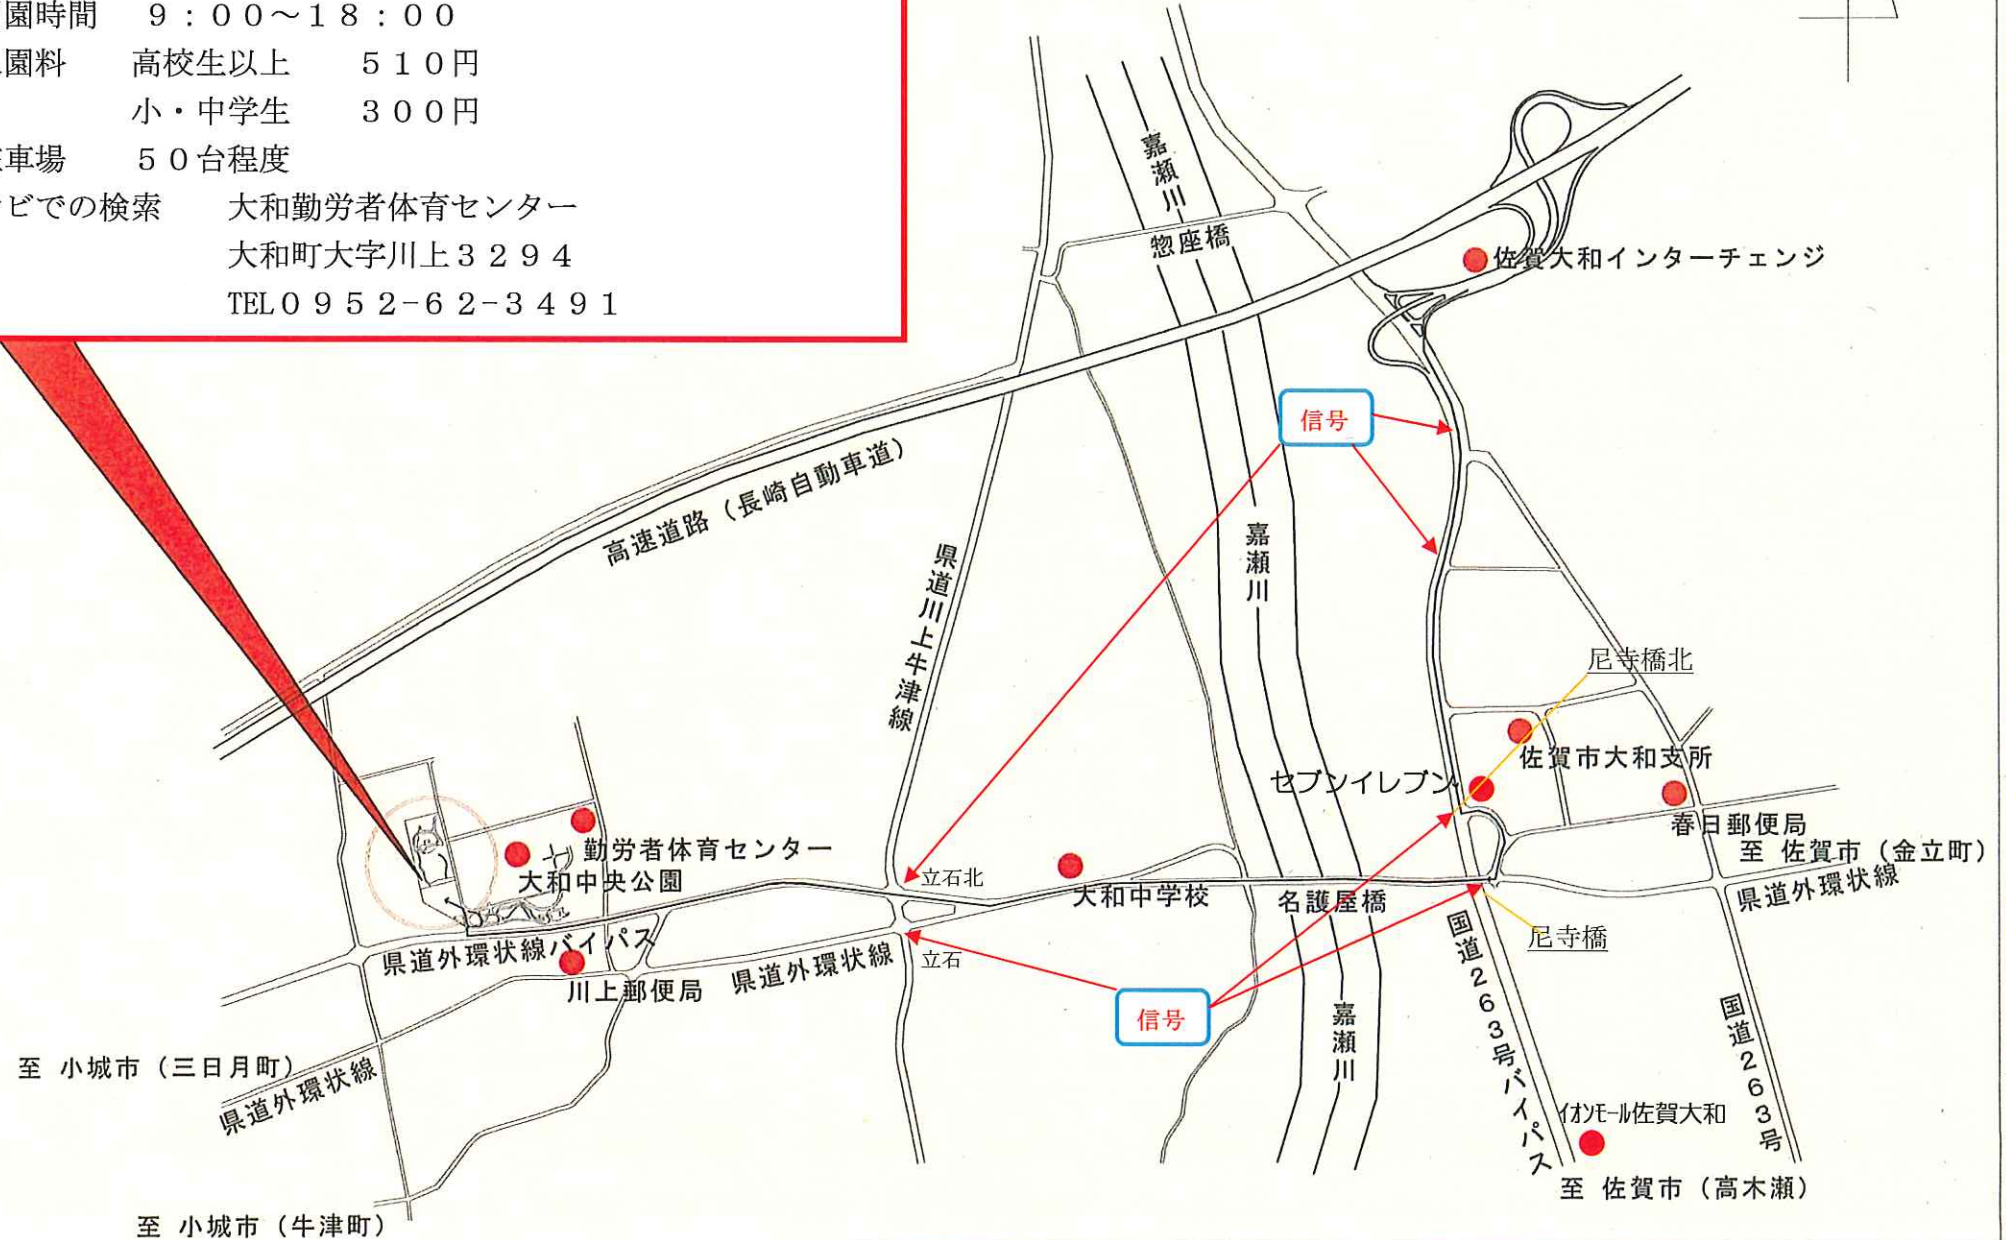 園時間　９：００～１８：００
園料　高校生以上　５１０円
小・中学生　３００円
車場　５０台程度
ビでの検索　大和勤労者体育センター
大和町大字川上３２９４
TEL０９５２−６２−３４９１
嘉瀬川
惣座橋
佐賀大和インターチェンジ
信号
高速道路（長崎自動車道）
県道川上牛津線
嘉瀬川
尼寺橋北
佐賀市大和支所
セブンイレブン
春日郵便局
至 佐賀市（金立町）
県道外環状線
勤労者体育センター
大和中央公園
立石北
大和中学校
名護屋橋
尼寺橋
県道外環状線バイパス
川上郵便局
県道外環状線
立石
信号
嘉瀬川
国道２６３号バイパス
国道２６３号
至 小城市（三日月町）
県道外環状線
イオンモール佐賀大和
至 佐賀市（高木瀬）
至 小城市（牛津町）